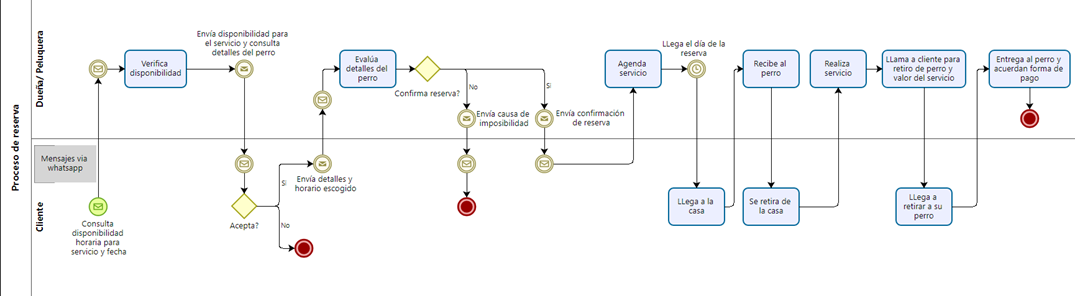 Proceso de reserva
Dueña/ Peluquera
Cliente
Mensajes via
whatsapp
Consulta
disponibilidad
horaria para
servicio y fecha
Verifica
disponibilidad
Envía disponibilidad para
el servicio y consulta
detalles del perro
Acepta?
Si
No
Envía detalles y
horario escogido
Evalúa
detalles del
perro
Confirma reserva?
No
Si
Envía causa de
imposibilidad
Envía confirmación
de reserva
Agenda
servicio
LLega el día de la
reserva
LLega a la
casa
Recibe al
perro
Se retira de
la casa
Realiza
servicio
LLama a cliente para
retiro de perro y
valor del servicio
LLega a
retirar a su
perro
Entrega al perro y
acuerdan forma de
pago